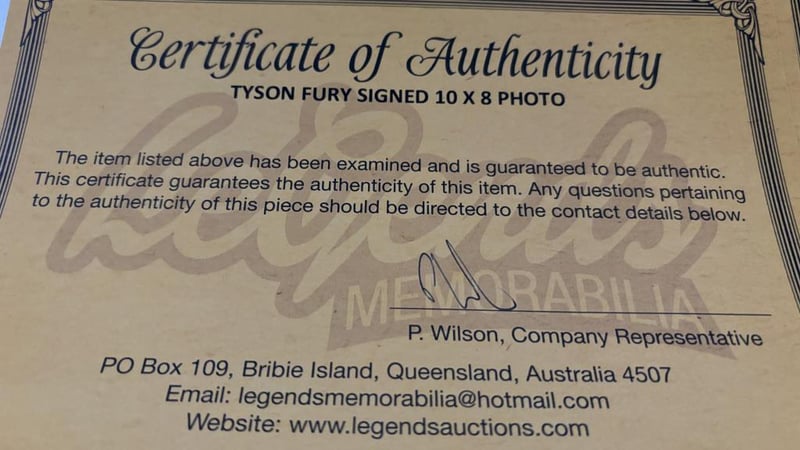 Certificate of Authenticity
TYSON FURY SIGNED 10 X 8 PHOTO
Legends
MEMORABILIA
The item listed above has been examined and is guaranteed to be authentic.
This certificate guarantees the authenticity of this item. Any questions pertaining
to the authenticity of this piece should be directed to the contact details below.
P. Wilson, Company Representative
PO Box 109, Bribie Island, Queensland, Australia 4507
Email: legendsmemorabilia@hotmail.com
Website: www.legendsauctions.com